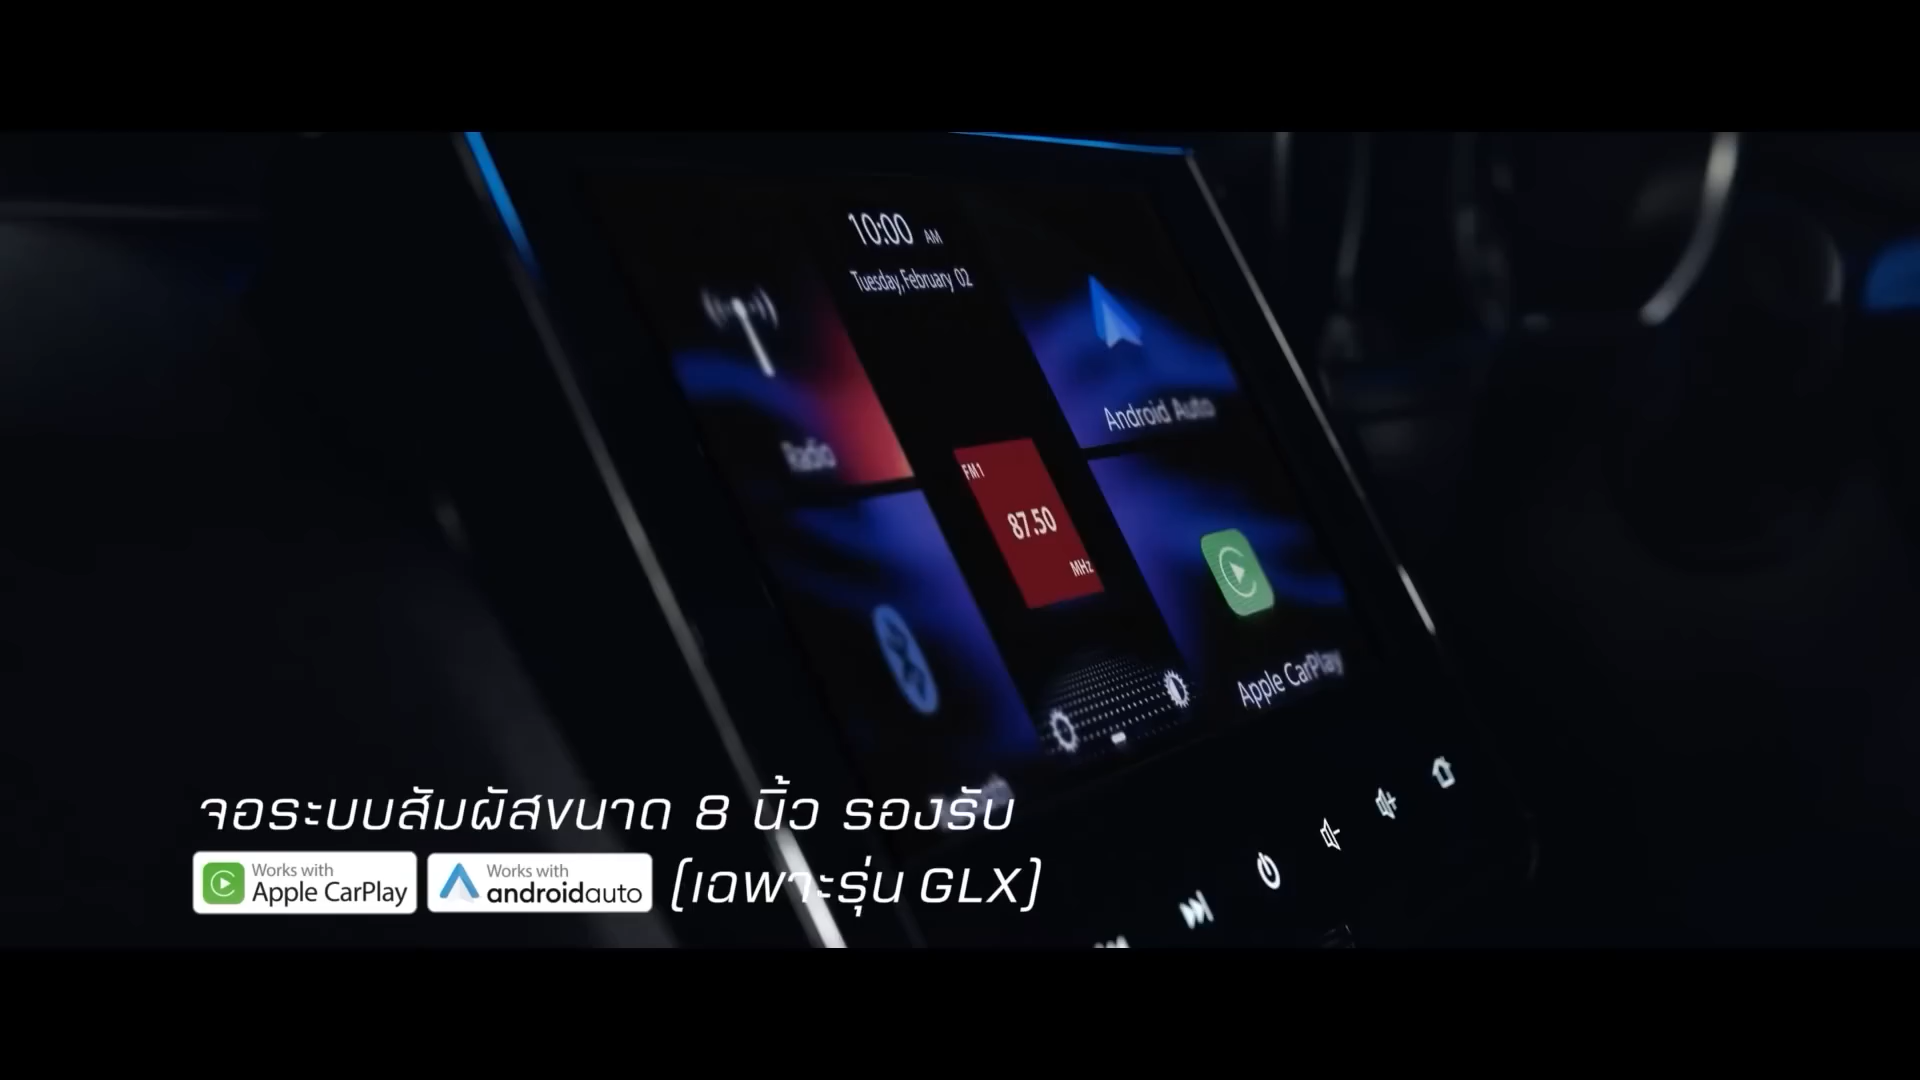 10:00 AM
Tuesday, February 02
Radio
Android Auto
FM1
87.50
MHz
Apple CarPlay
จอระบบสัมผัสขนาด 8 นิ้ว รองรับ
Works with
Apple CarPlay
Works with
androidauto
(เฉพาะรุ่น GLX)